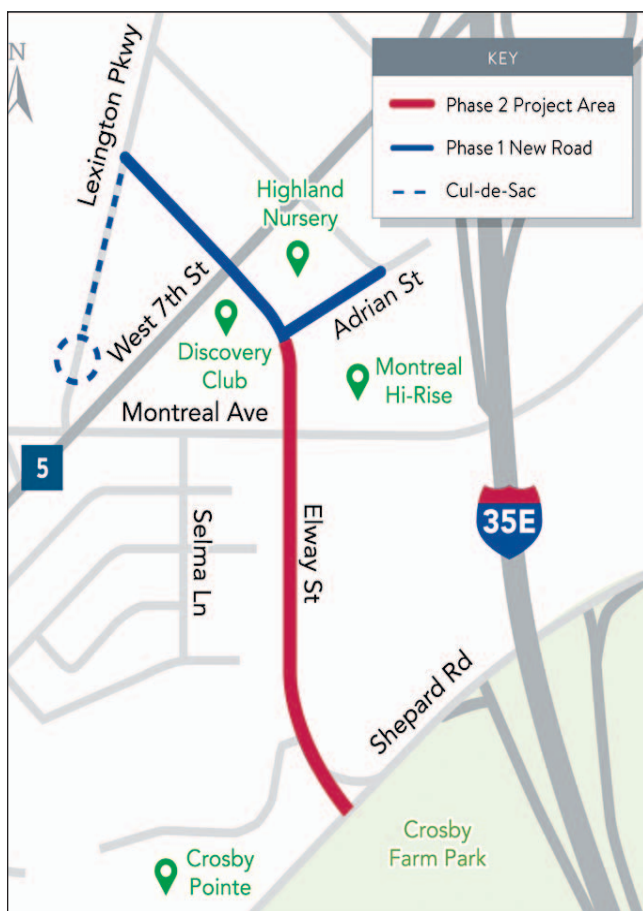 N
KEY
Phase 2 Project Area
Phase 1 New Road
Cul-de-Sac
Lexington Pkwy
Highland
Nursery
West 7th St
Adrian St
Discovery
Club
Montreal
Hi-Rise
Montreal Ave
5
Selma Ln
Elway St
35E
Shepard Rd
Crosby
Farm Park
Crosby
Pointe